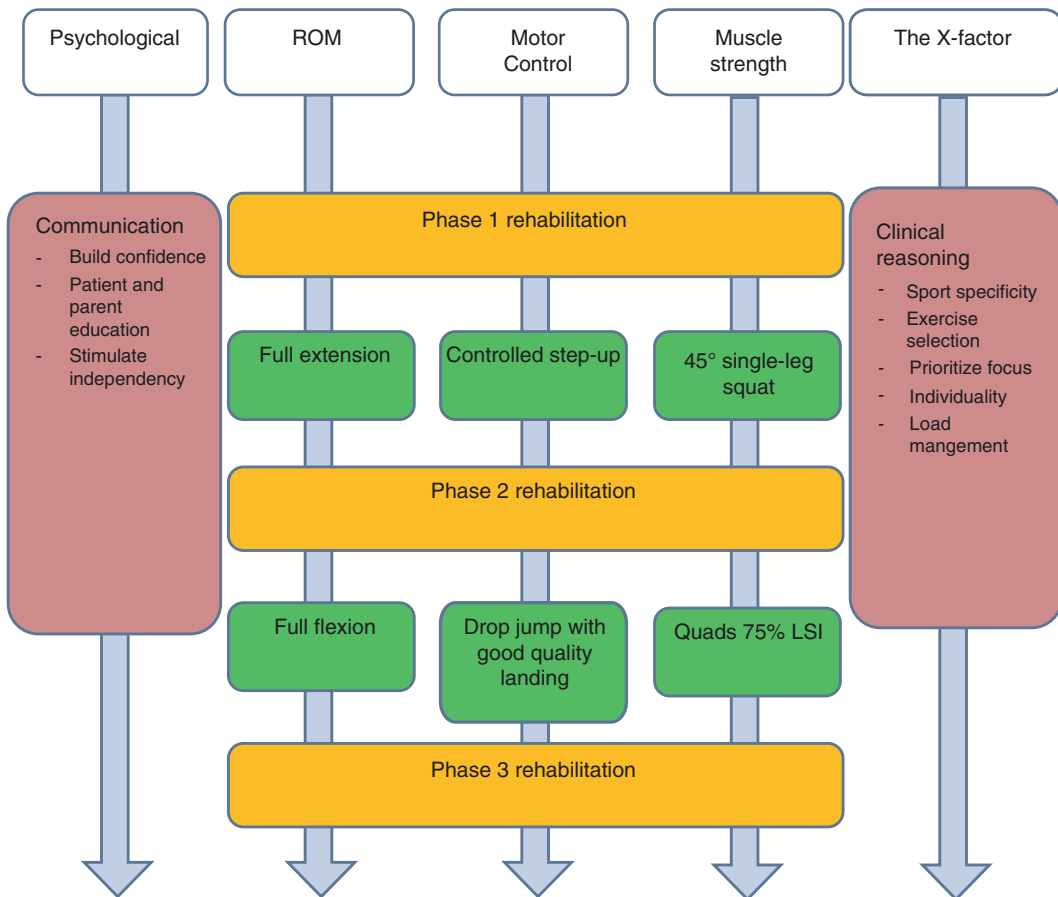 Psychological
ROM
Motor
Control
Muscle
strength
The X-factor
Communication
- Build confidence
- Patient and
parent
education
- Stimulate
independency
Phase 1 rehabilitation
Full extension
Controlled step-up
45° single-leg
squat
Phase 2 rehabilitation
Full flexion
Drop jump with
good quality
landing
Quads 75% LSI
Phase 3 rehabilitation
Clinical
reasoning
- Sport specificity
- Exercise
selection
- Prioritize focus
- Individuality
- Load
mangement